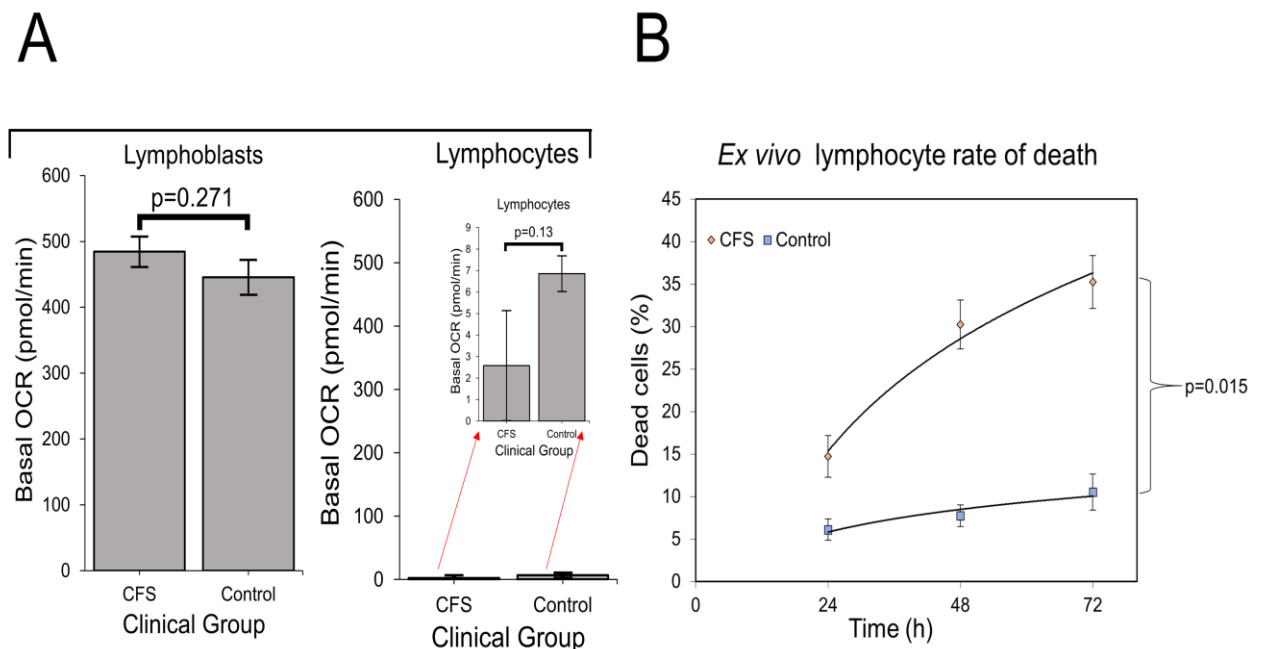 A
Lymphoblasts
p=0.271
600
500
400
300
200
100
0
Basal OCR (pmol/min)
CFS
Control
Clinical Group
Lymphocytes
600
500
400
300
200
100
0
Basal OCR (pmol/min)
Lymphocytes
p=0.13
9
8
7
6
5
4
3
2
1
0
Basal OCR (pmol/min)
CFS
Control
Clinical Group
CFS
Control
Clinical Group
B
Ex vivo lymphocyte rate of death
45
40
35
30
25
20
15
10
5
0
Dead cells (%)
CFS
Control
p=0.015
0
24
48
72
Time (h)